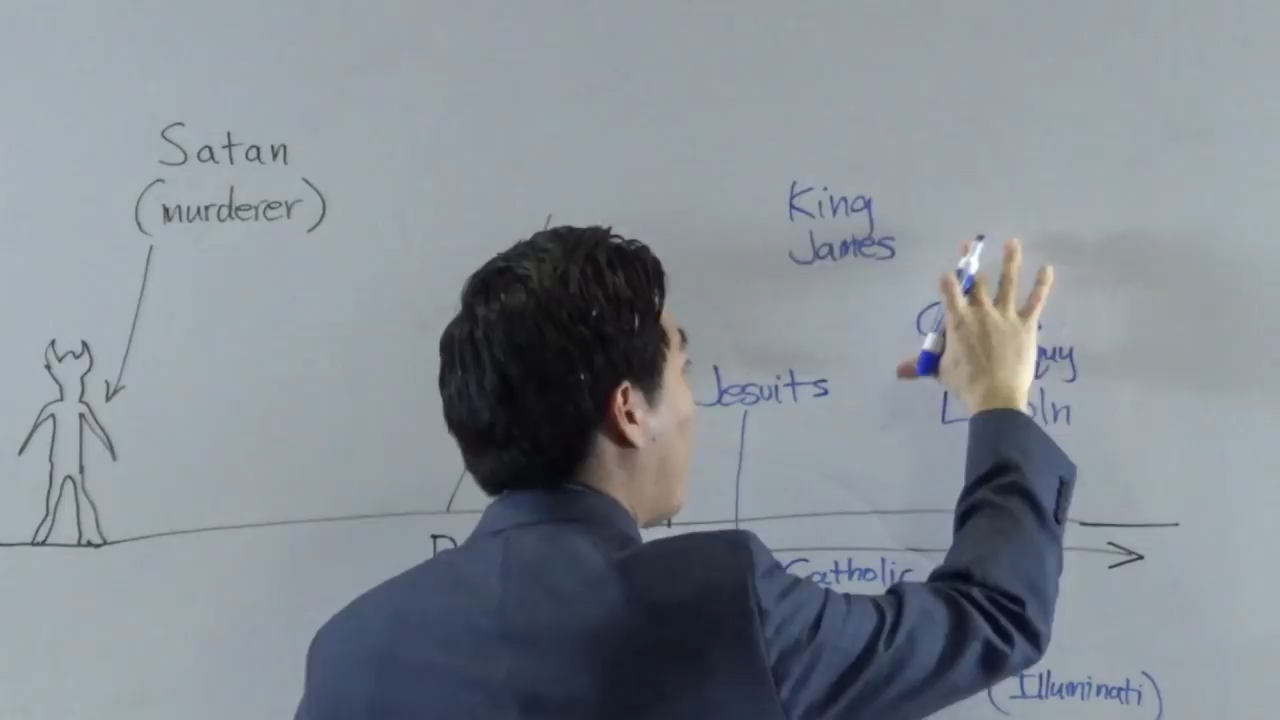 Satan
(murderer)
King
James
Jesuits
Catholic
(Illuminati)